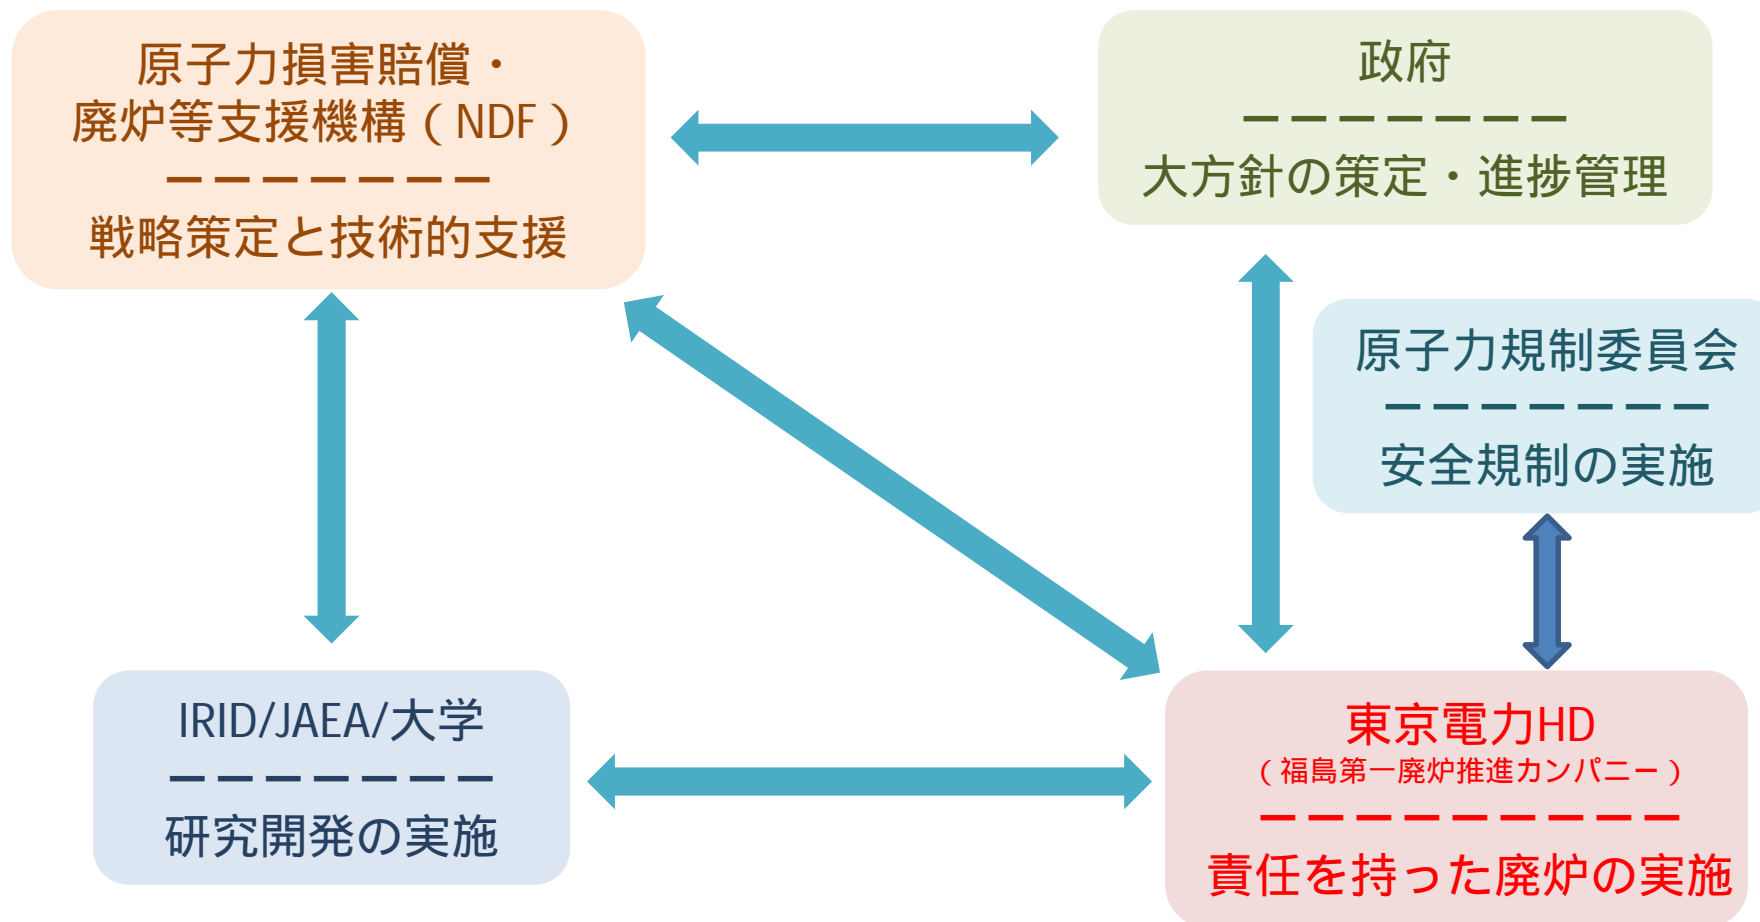 原子力損害賠償・
廃炉等支援機構（NDF）
ーーーーーーー
戦略策定と技術的支援
政府
ーーーーーーー
大方針の策定・進捗管理
原子力規制委員会
ーーーーーーー
安全規制の実施
IRID/JAEA/大学
ーーーーーーー
研究開発の実施
東京電力HD
（福島第一廃炉推進カンパニー）
ーーーーーーーーー
責任を持った廃炉の実施